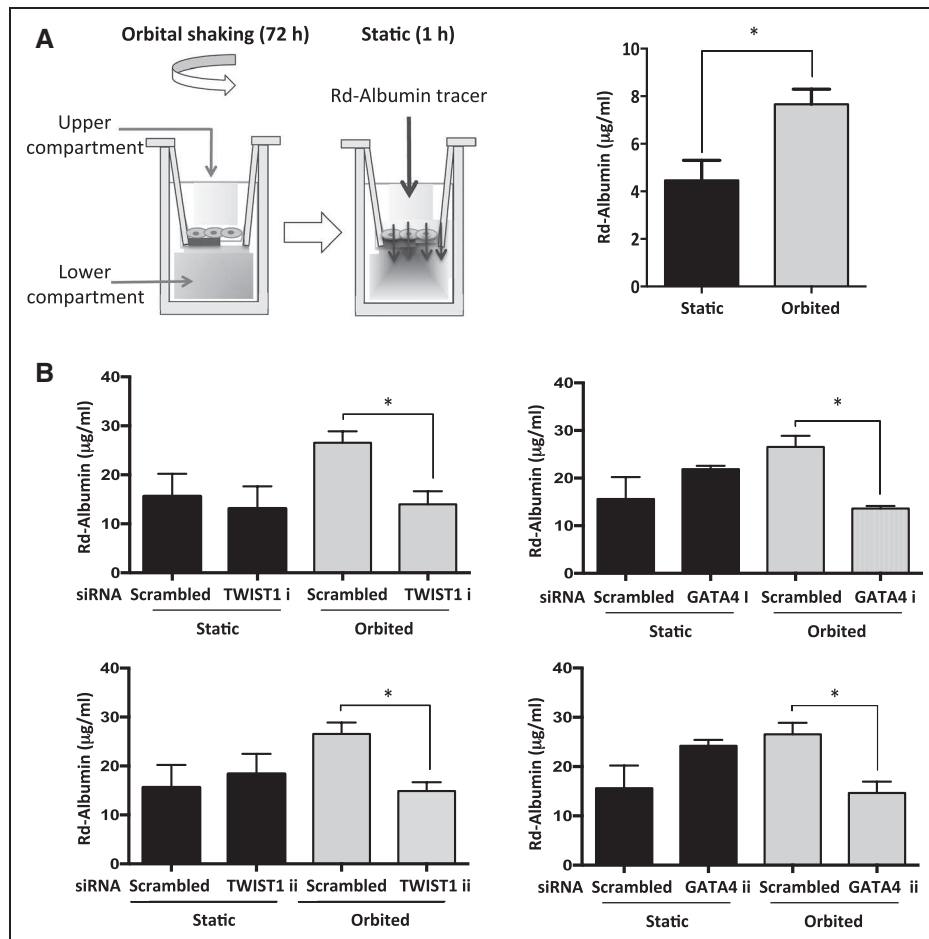 A
Orbital shaking (72 h)
Static (1 h)
Upper
compartment
Rd-Albumin tracer
Lower
compartment
Rd-Albumin (µg/ml)
10
8
6
4
2
0
*
Static
Orbited
B
Rd-Albumin (µg/ml)
40
30
20
10
0
*
siRNA Scrambled TWIST1 i Scrambled TWIST1 i
Static Orbited
Rd-Albumin (µg/ml)
40
30
20
10
0
*
siRNA Scrambled GATA4 I Scrambled GATA4 i
Static Orbited
Rd-Albumin (µg/ml)
40
30
20
10
0
*
siRNA Scrambled TWIST1 ii Scrambled TWIST1 ii
Static Orbited
Rd-Albumin (µg/ml)
40
30
20
10
0
*
siRNA Scrambled GATA4 ii Scrambled GATA4 ii
Static Orbited